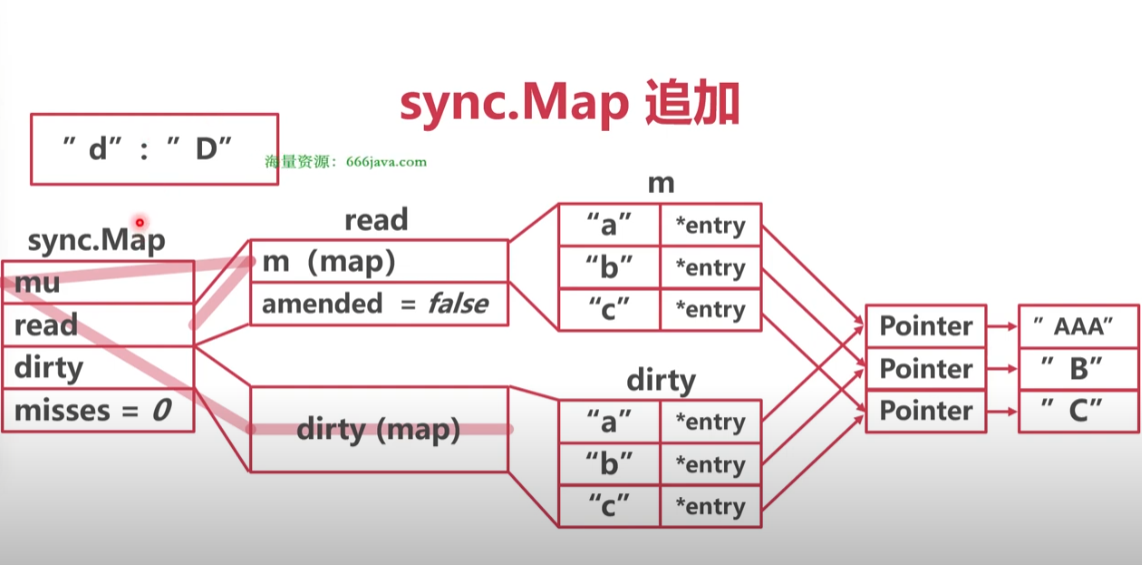 sync.Map 追加
” d” : ” D”
海量资源：666java.com
sync.Map
mu
read
dirty
misses = 0
read
m (map)
amended = false
dirty (map)
m
“a” *entry
“b” *entry
“c” *entry
dirty
“a” *entry
“b” *entry
“c” *entry
Pointer ” AAA”
Pointer ” B”
Pointer ” C”